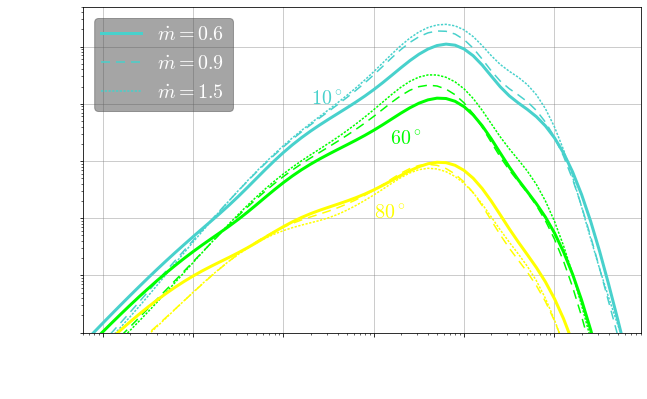 ṁ = 0.6
ṁ = 0.9
ṁ = 1.5
10°
60°
80°